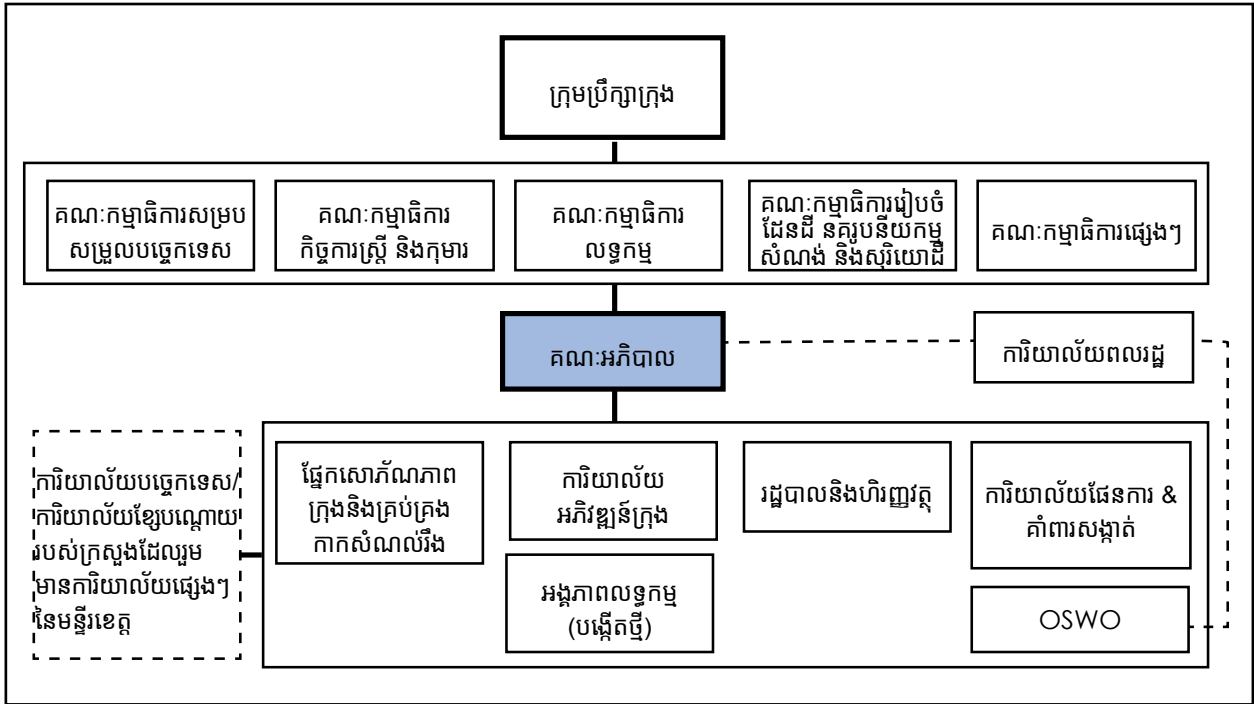 ក្រុមប្រឹក្សាក្រុង
គណៈកម្មាធិការសម្រប
សម្រួលបច្ចេកទេស
គណៈកម្មាធិការ
កិច្ចការស្រ្តី និងកុមារ
គណៈកម្មាធិការ
លទ្ធកម្ម
គណៈកម្មាធិការរៀបចំ
ដែនដី នគរូបនីយកម្ម
សំណង់ និងសុរិយោដី
គណៈកម្មាធិការផ្សេងៗ
គណៈអភិបាល
ការិយាល័យពលរដ្ឋ
ការិយាល័យបច្ចេកទេស/
ការិយាល័យខ្សែបណ្តោយ
របស់ក្រសួងដែលរួម
មានការិយាល័យផ្សេងៗ
នៃមន្ទីរខេត្ត
ផ្នែកសោភ័ណភាព
ក្រុងនិងគ្រប់គ្រង
កាកសំណល់រឹង
ការិយាល័យ
អភិវឌ្ឍន៍ក្រុង
រដ្ឋបាលនិងហិរញ្ញវត្ថុ
ការិយាល័យផែនការ &
គាំពារសង្កាត់
អង្គភាពលទ្ធកម្ម
(បង្កើតថ្មី)
OSWO